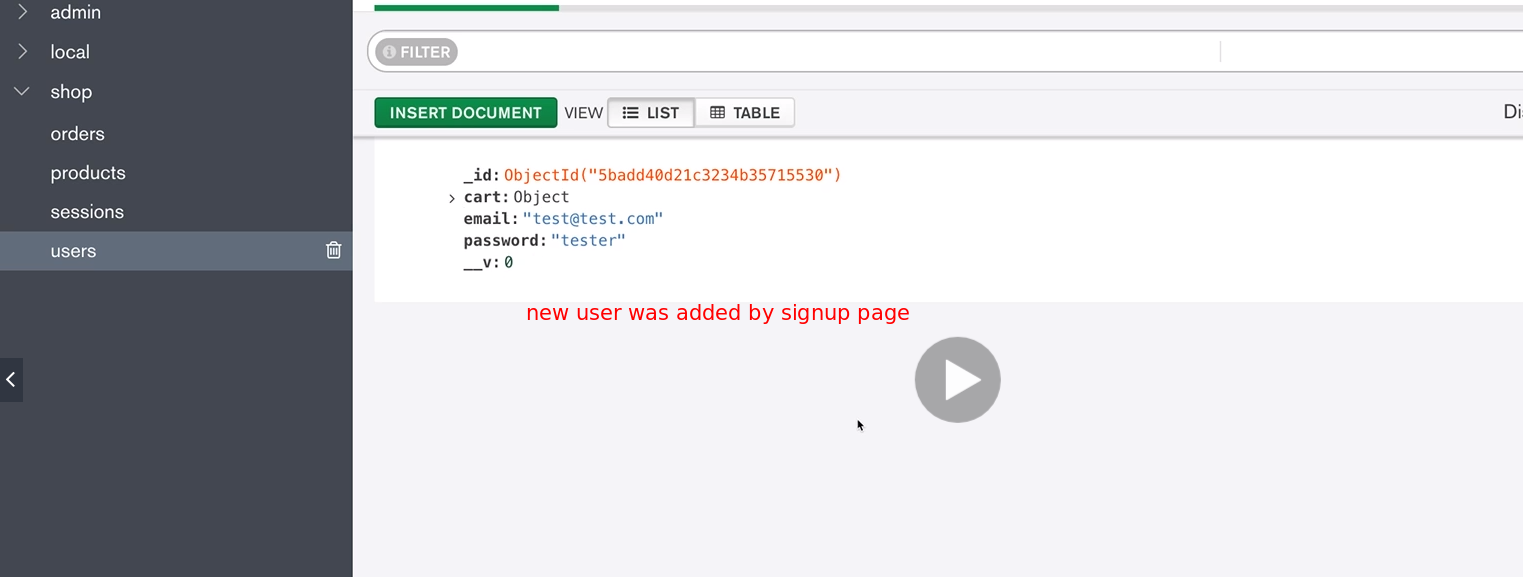 admin
local
shop
orders
products
sessions
users
FILTER
INSERT DOCUMENT VIEW LIST TABLE
_id: ObjectId("5badd40d21c3234b35715530")
cart: Object
email: "test@test.com"
password: "tester"
__v: 0
new user was added by signup page